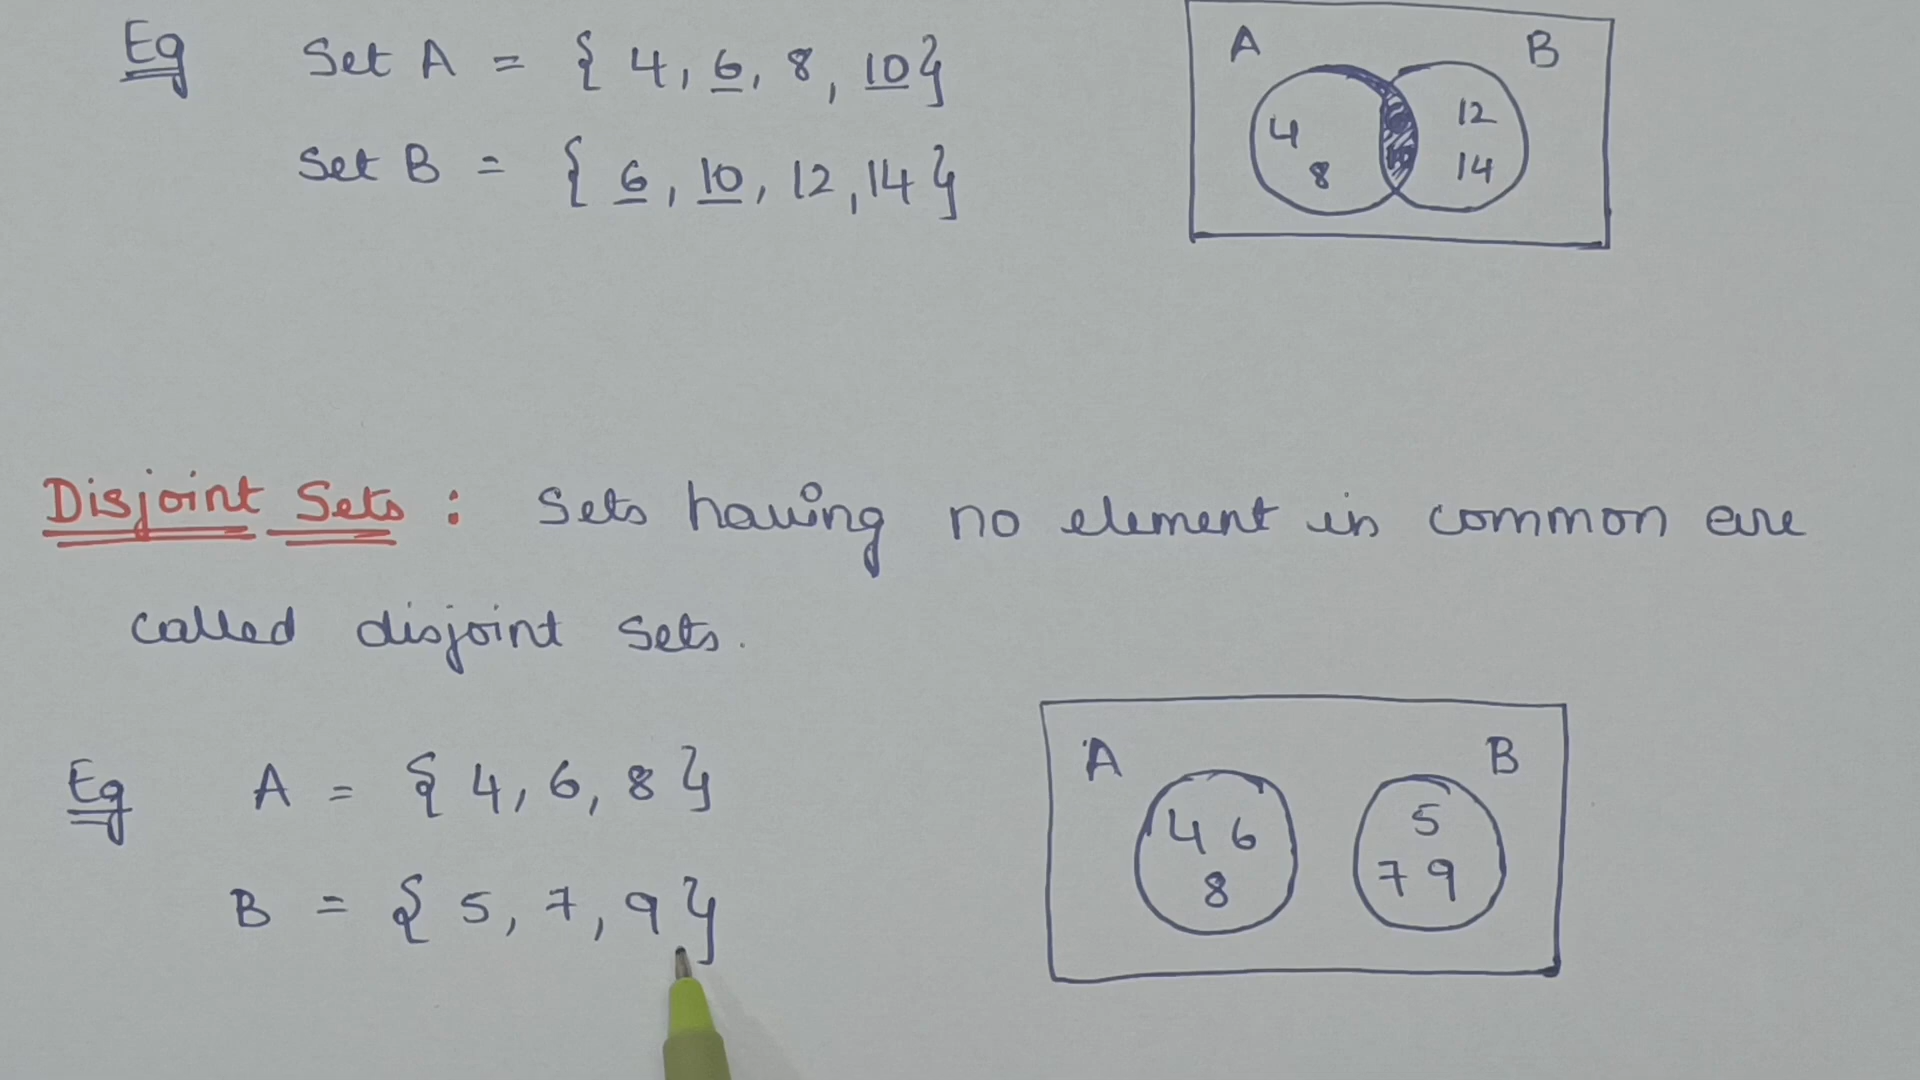 Eg Set A = { 4, 6, 8, 10}
Set B = { 6, 10, 12, 14}
A B
4 12
8 14
Disjoint Sets : Sets having no element in common are
called disjoint sets.
Eg A = { 4, 6, 8 }
B = { 5, 7, 9 }
A B
4 6 5
8 7 9